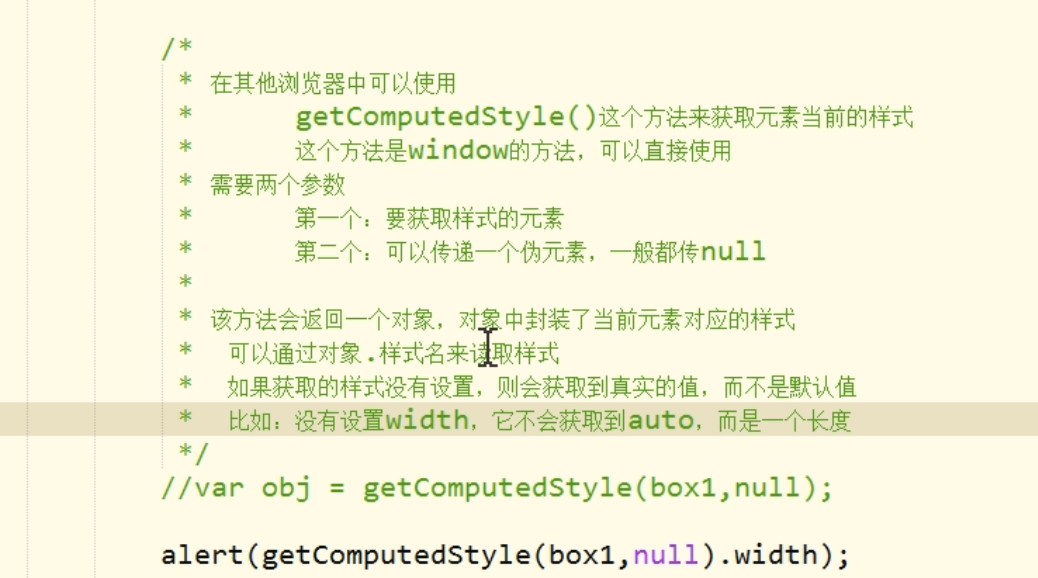 /*
* 在其他浏览器中可以使用
* getComputedStyle()这个方法来获取元素当前的样式
* 这个方法是window的方法，可以直接使用
* 需要两个参数
* 第一个：要获取样式的元素
* 第二个：可以传递一个伪元素，一般都传null
*
* 该方法会返回一个对象，对象中封装了当前元素对应的样式
* 可以通过对象.样式名来读取样式
* 如果获取的样式没有设置，则会获取到真实的值，而不是默认值
* 比如：没有设置width，它不会获取到auto，而是一个长度
*/
//var obj = getComputedStyle(box1,null);
alert(getComputedStyle(box1,null).width);